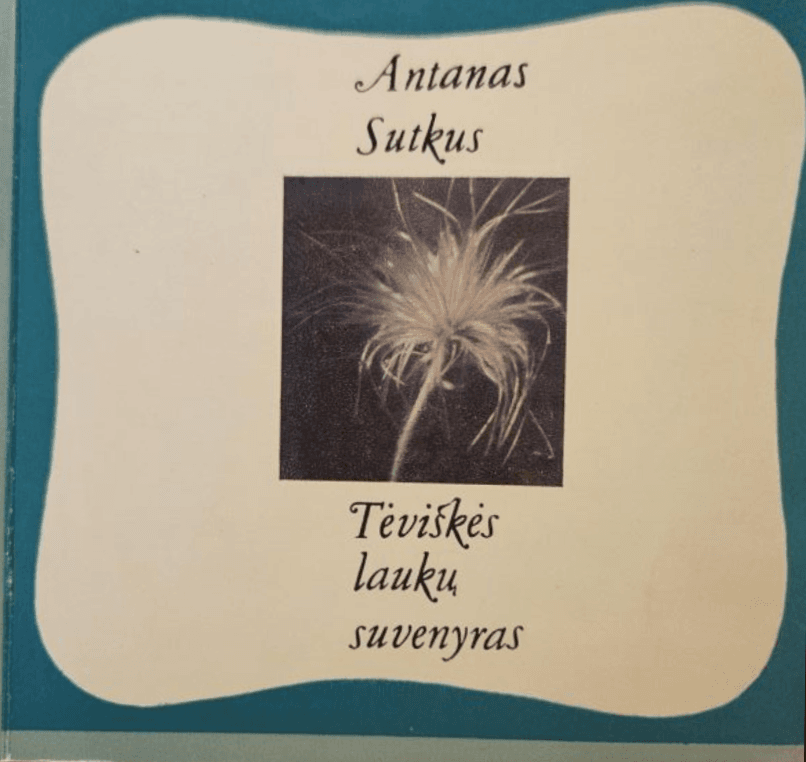 Antanas
Sutkus
Tėviškės
laukų
suvenyras